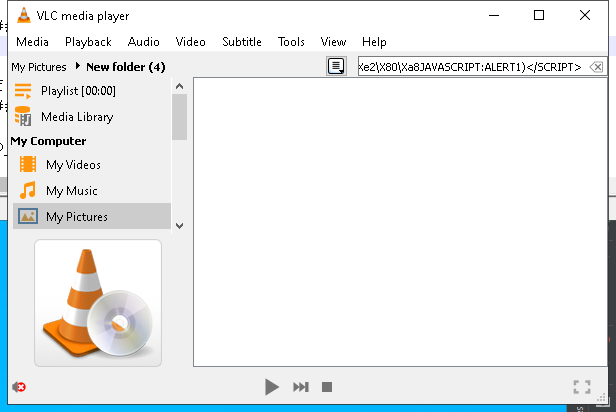 VLC media player
Media Playback Audio Video Subtitle Tools View Help
My Pictures New folder (4)
Xe2\X80\Xa8JAVASCRIPT:ALERT1)</SCRIPT>
Playlist [00:00]
Media Library
My Computer
My Videos
My Music
My Pictures